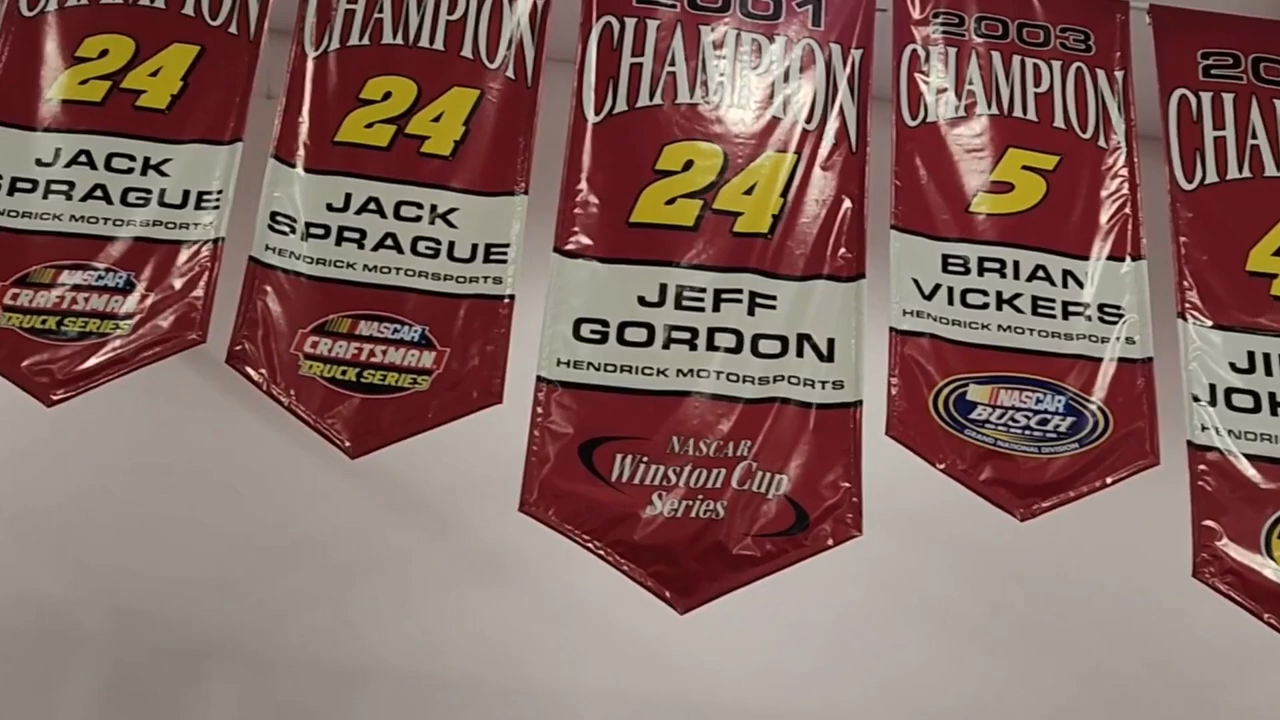 CHAMPION
24
JACK
SPRAGUE
HENDRICK MOTORSPORTS
NASCAR
CRAFTSMAN
TRUCK SERIES
CHAMPION
24
JACK
SPRAGUE
HENDRICK MOTORSPORTS
NASCAR
CRAFTSMAN
TRUCK SERIES
2001
CHAMPION
24
JEFF
GORDON
HENDRICK MOTORSPORTS
NASCAR
Winston Cup
Series
2003
CHAMPION
5
BRIAN
VICKERS
HENDRICK MOTORSPORTS
NASCAR
BUSCH
SERIES
GRAND NATIONAL DIVISION